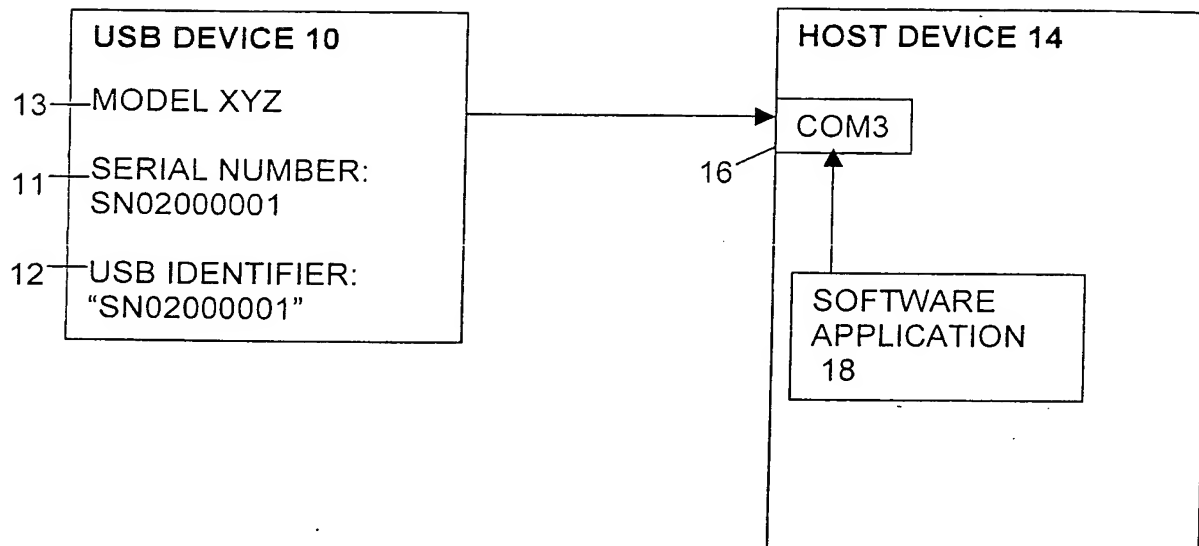 USB DEVICE 10
13
MODEL XYZ
11
SERIAL NUMBER:
SN02000001
12
USB IDENTIFIER:
“SN02000001”
HOST DEVICE 14
COM3
16
SOFTWARE
APPLICATION
18